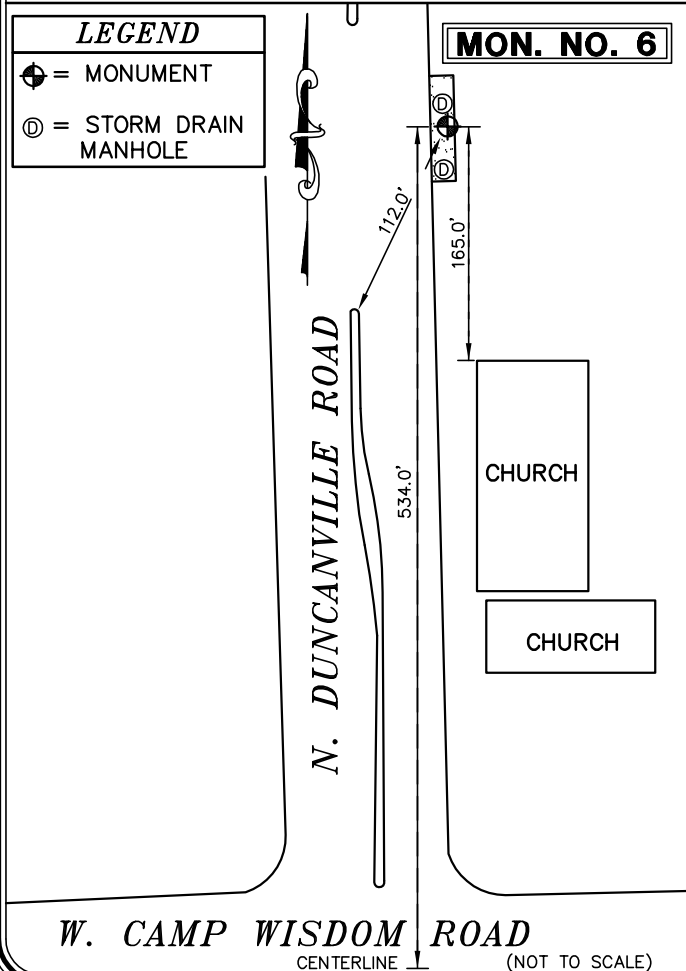 LEGEND
= MONUMENT
D = STORM DRAIN
MANHOLE
MON. NO. 6
D
D
112.0'
165.0'
N. DUNCANVILLE ROAD
534.0'
CHURCH
CHURCH
W. CAMP WISDOM ROAD
CENTERLINE
(NOT TO SCALE)